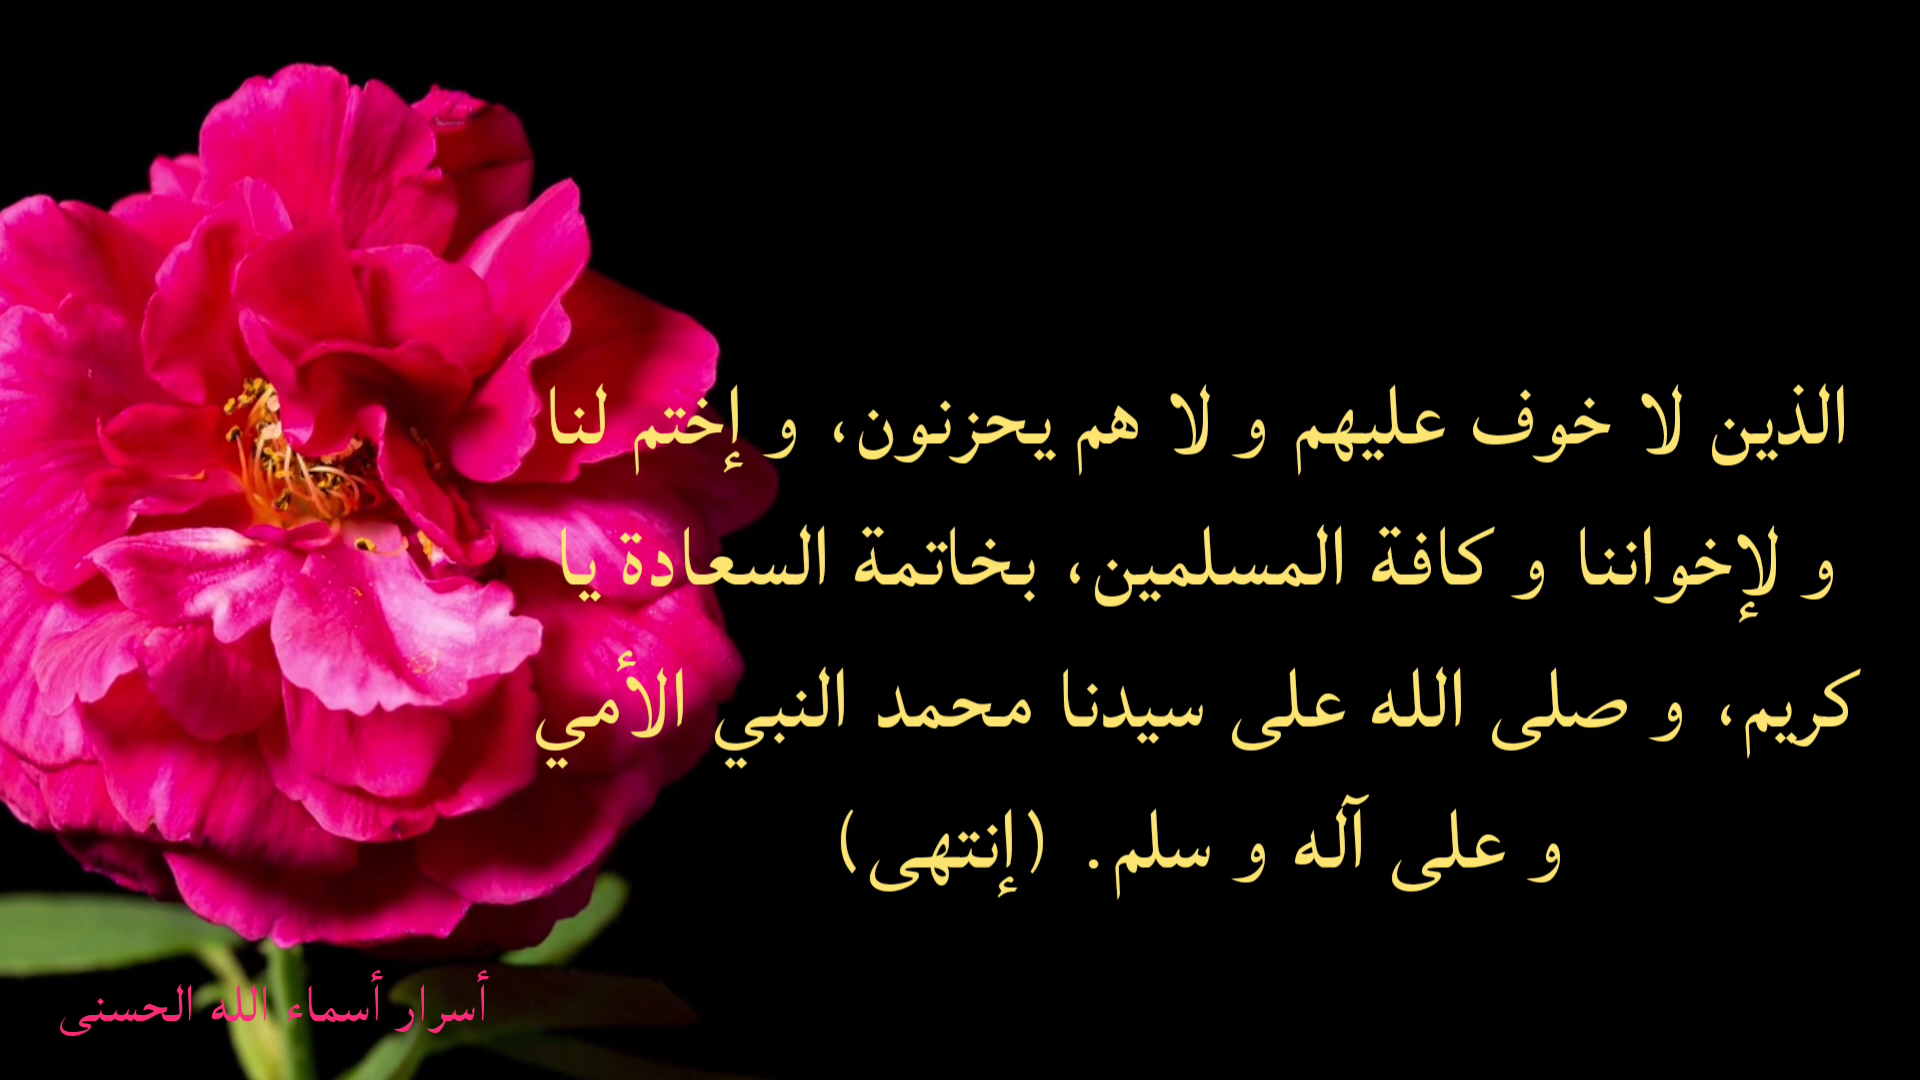 الذين لا خوف عليهم و لا هم يحزنون، و إختم لنا
و لإخواننا و كافة المسلمين، بخاتمة السعادة يا
كريم، و صلى الله على سيدنا محمد النبي الأمي
و على آله و سلم. (إنتهى)
أسرار أسماء الله الحسنى